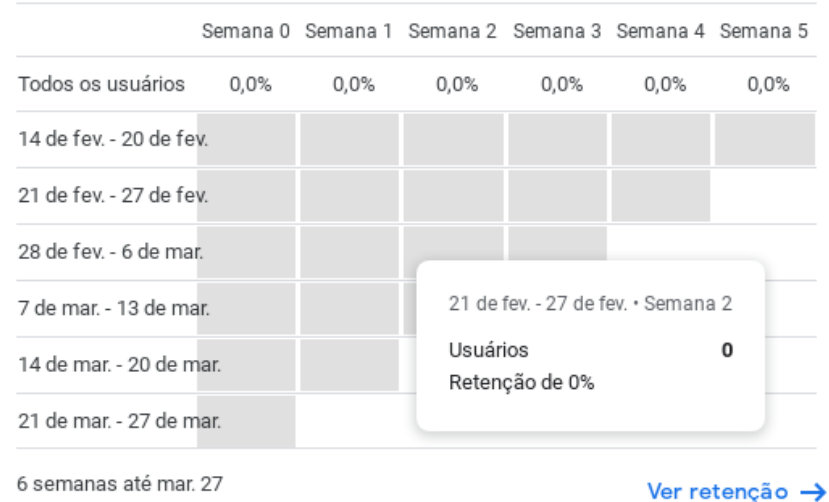 Semana 0 Semana 1 Semana 2 Semana 3 Semana 4 Semana 5
Todos os usuários 0,0% 0,0% 0,0% 0,0% 0,0% 0,0%
14 de fev. - 20 de fev.
21 de fev. - 27 de fev.
28 de fev. - 6 de mar.
7 de mar. - 13 de mar.
14 de mar. - 20 de mar.
21 de mar. - 27 de mar.
21 de fev. - 27 de fev. • Semana 2
Usuários 0
Retenção de 0%
6 semanas até mar. 27
Ver retenção →